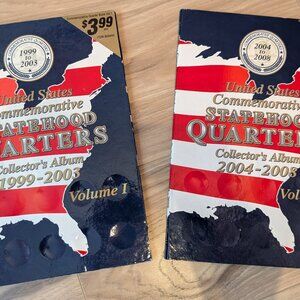 1999
to
2003
$3.99
United States
Commemorative
STATEHOOD
QUARTERS
Collector's Album
1999-2003
Volume I
2004
to
2008
United States
Commemorative
STATEHOOD
QUARTERS
Collector's Album
2004-2008
Vol